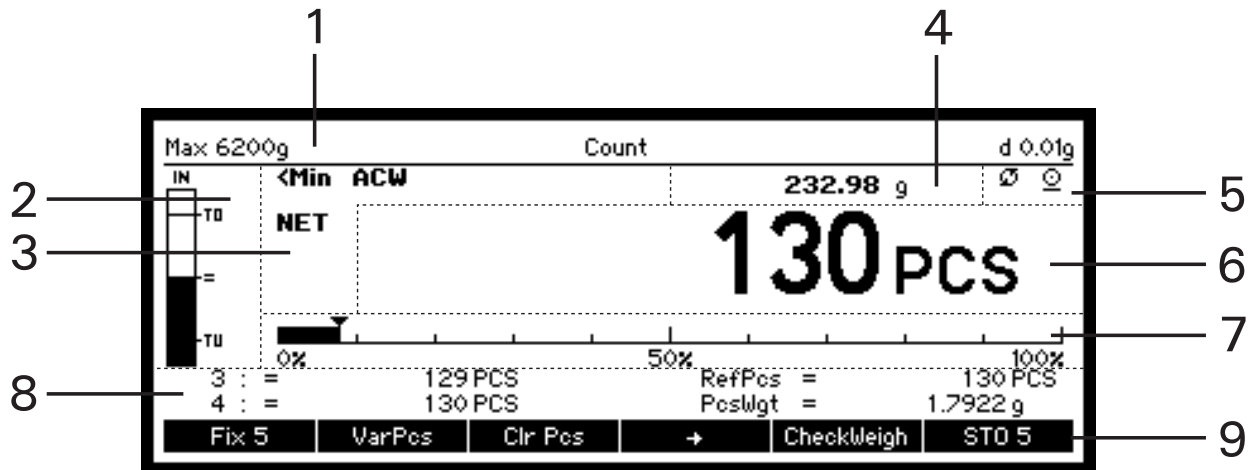 1 4
Max 6200g Count d 0.01g
IN <Min ACW 232.98 g
2 TO 5
3 NET 130 PCS 6
=
TU 7
0% 50% 100%
8 3 : = 129 PCS RefPcs = 130 PCS
4 : = 130 PCS PcsWgt = 1.7922 g
Fix 5 VarPcs Clr Pcs → CheckWeigh STO 5 9